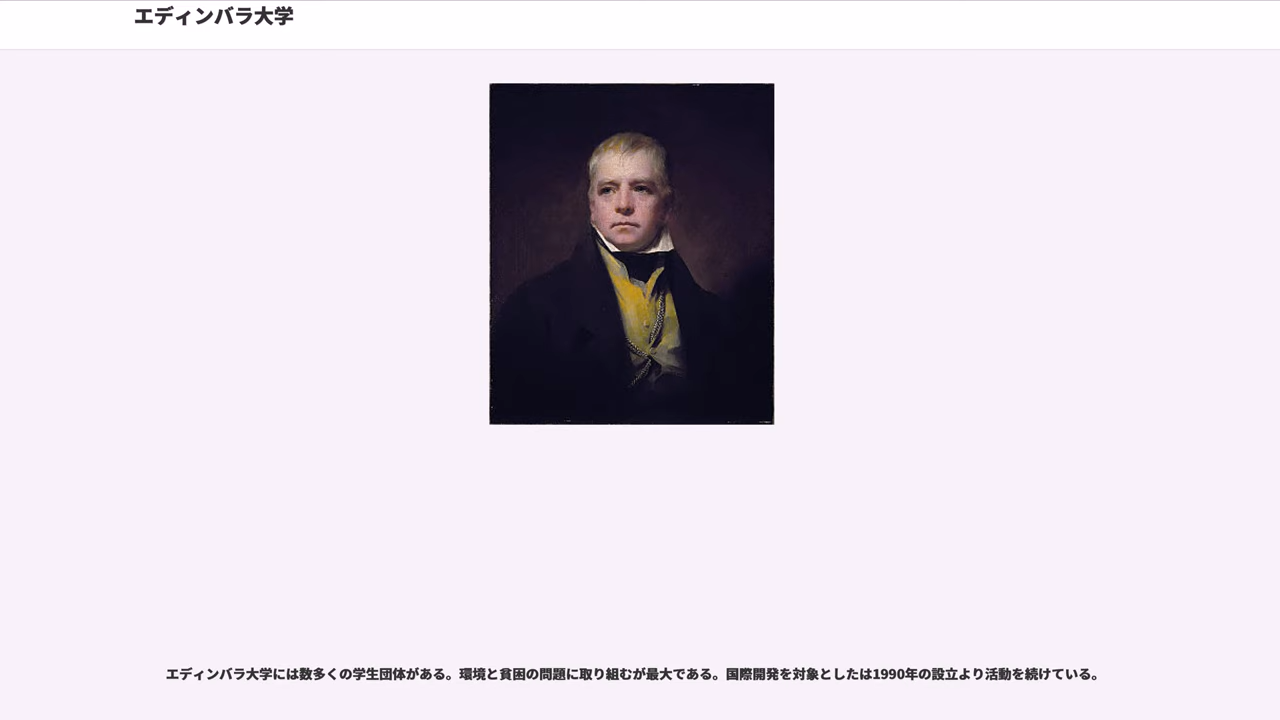 エディンバラ大学
エディンバラ大学には数多くの学生団体がある。環境と貧困の問題に取り組むが最大である。国際開発を対象としたは1990年の設立より活動を続けている。